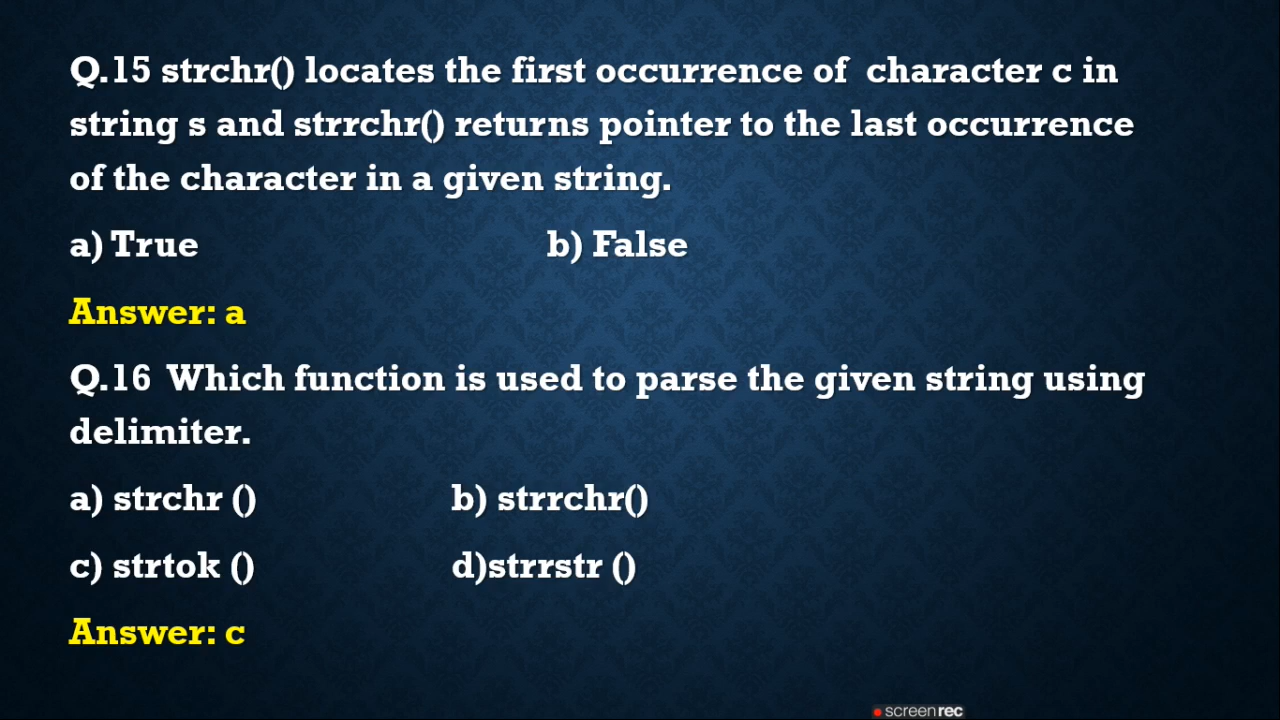 Q.15 strchr() locates the first occurrence of  character c in
string s and strrchr() returns pointer to the last occurrence
of the character in a given string.
a) True b) False
Answer: a
Q.16 Which function is used to parse the given string using
delimiter.
a) strchr () b) strrchr()
c) strtok () d)strrstr ()
Answer: c
screenrec